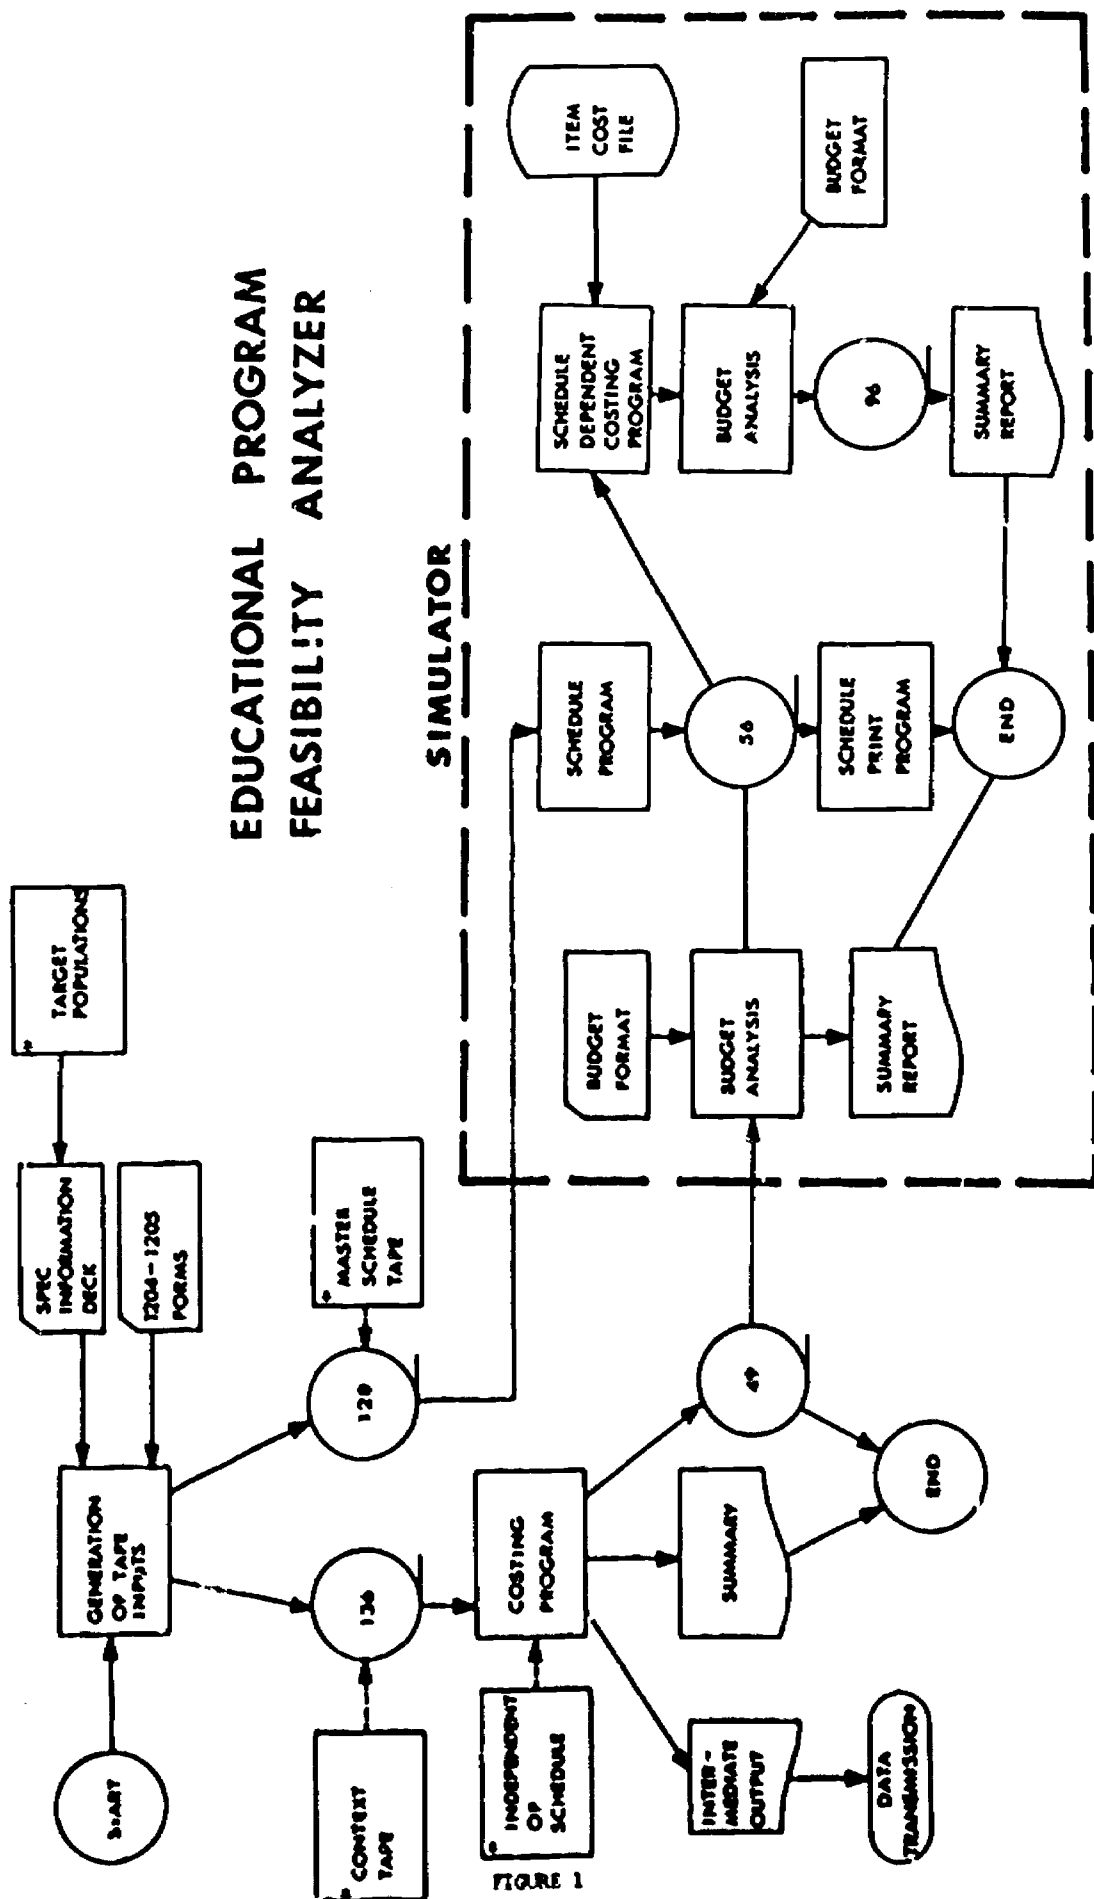 EDUCATIONAL PROGRAM
FEASIBILITY ANALYZER
START
GENERATION
OF TAPE
INPUTS
SPEC
INFORMATION
DECK
1204-1205
FORMS
TARGET
POPULATIONS
CONTEXT
TAPE
136
128
MASTER
SCHEDULE
TAPE
INDEPENDENT
OF
SCHEDULE
COSTING
PROGRAM
INTER-
MEDIATE
OUTPUT
DATA
TRANSMISSION
SUMMARY
49
END
SIMULATOR
BUDGET
FORMAT
BUDGET
ANALYSIS
SUMMARY
REPORT
SCHEDULE
PROGRAM
56
SCHEDULE
PRINT
PROGRAM
END
SCHEDULE
DEPENDENT
COSTING
PROGRAM
ITEM
COST
FILE
BUDGET
ANALYSIS
BUDGET
FORMAT
96
SUMMARY
REPORT
FIGURE 1